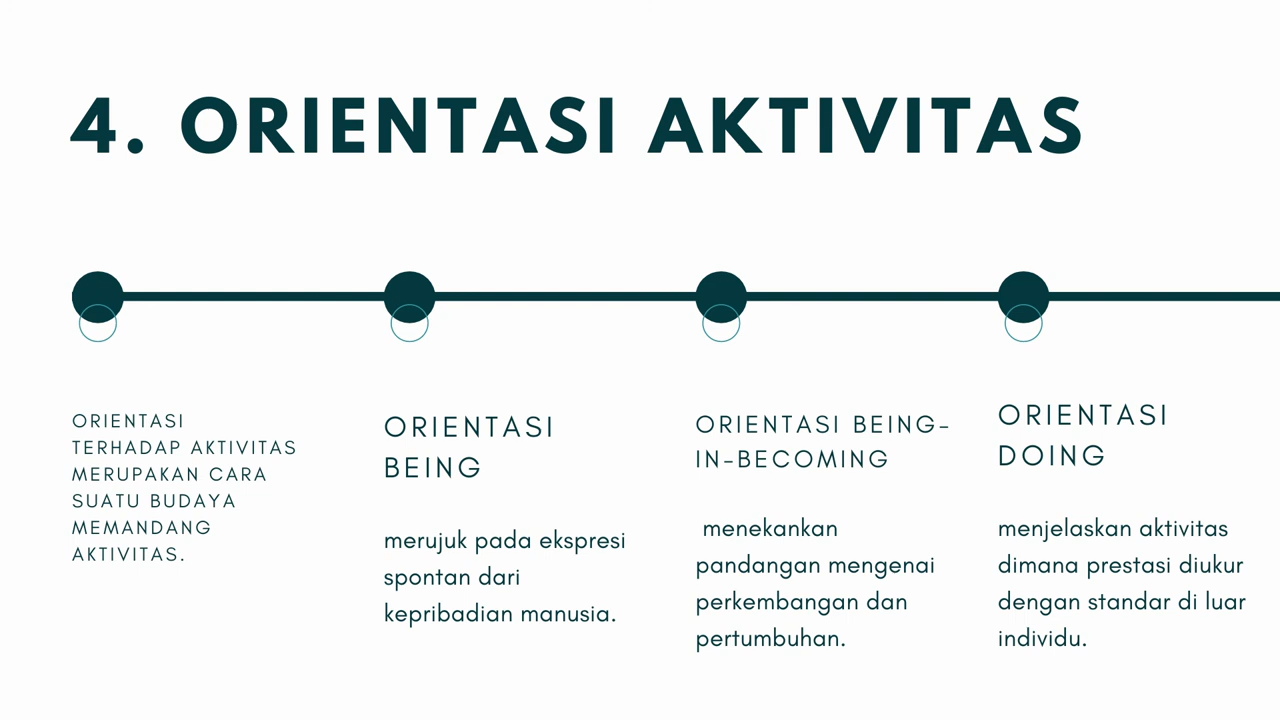 4. ORIENTASI AKTIVITAS
ORIENTASI
TERHADAP AKTIVITAS
MERUPAKAN CARA
SUATU BUDAYA
MEMANDANG
AKTIVITAS.
ORIENTASI
BEING
merujuk pada ekspresi
spontan dari
kepribadian manusia.
ORIENTASI BEING-
IN-BECOMING
menekankan
pandangan mengenai
perkembangan dan
pertumbuhan.
ORIENTASI
DOING
menjelaskan aktivitas
dimana prestasi diukur
dengan standar di luar
individu.